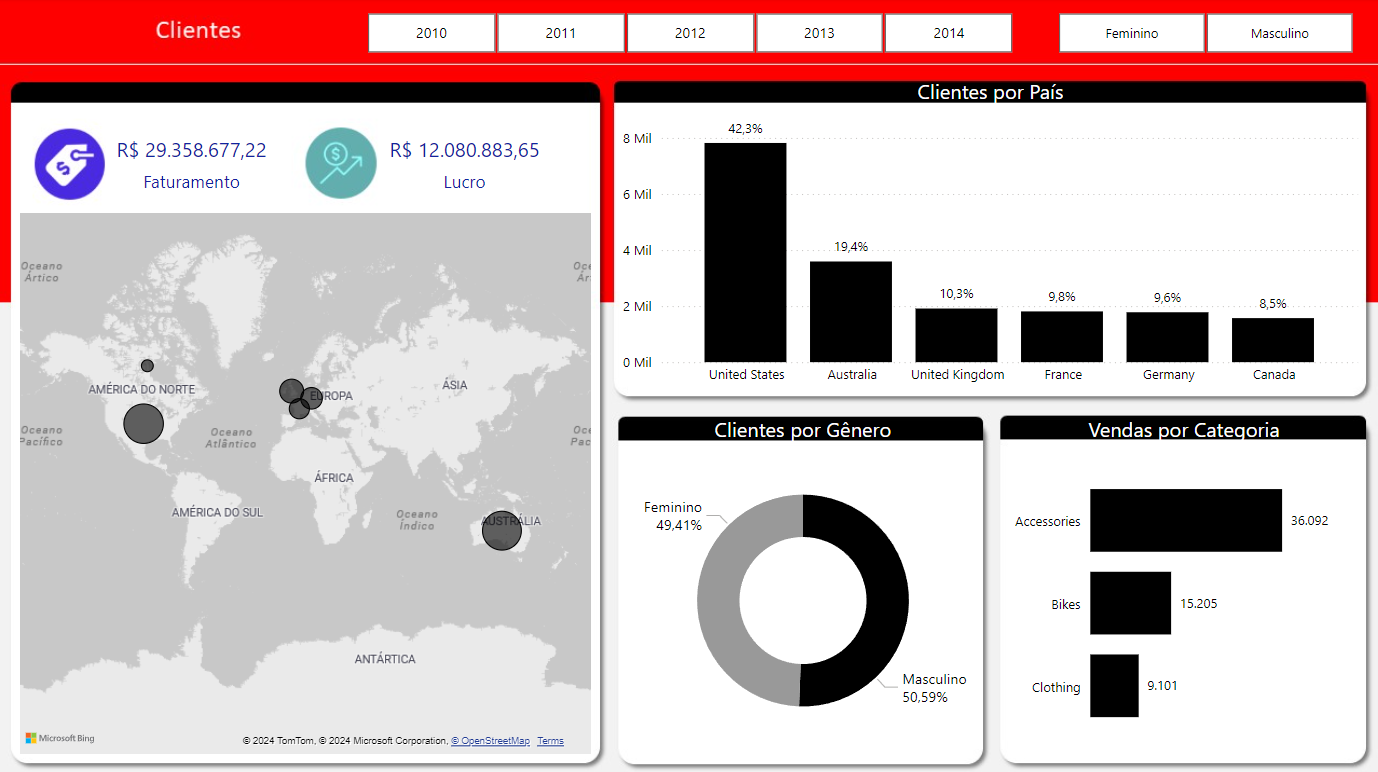 Clientes
2010
2011
2012
2013
2014
Feminino
Masculino
R$ 29.358.677,22
Faturamento
R$ 12.080.883,65
Lucro
Oceano
Ártico
Oce
Ár
AMÉRICA DO NORTE
EUROPA
ÁSIA
Oceano
Pacífico
Oceano
Atlântico
Oce
Pac
ÁFRICA
AMÉRICA DO SUL
Oceano
Índico
AUSTRÁLIA
ANTÁRTICA
Microsoft Bing
© 2024 TomTom, © 2024 Microsoft Corporation, © OpenStreetMap Terms
Clientes por País
8 Mil
6 Mil
4 Mil
2 Mil
0 Mil
42,3%
19,4%
10,3%
9,8%
9,6%
8,5%
United States
Australia
United Kingdom
France
Germany
Canada
Clientes por Gênero
Feminino
49,41%
Masculino
50,59%
Vendas por Categoria
Accessories
36.092
Bikes
15.205
Clothing
9.101